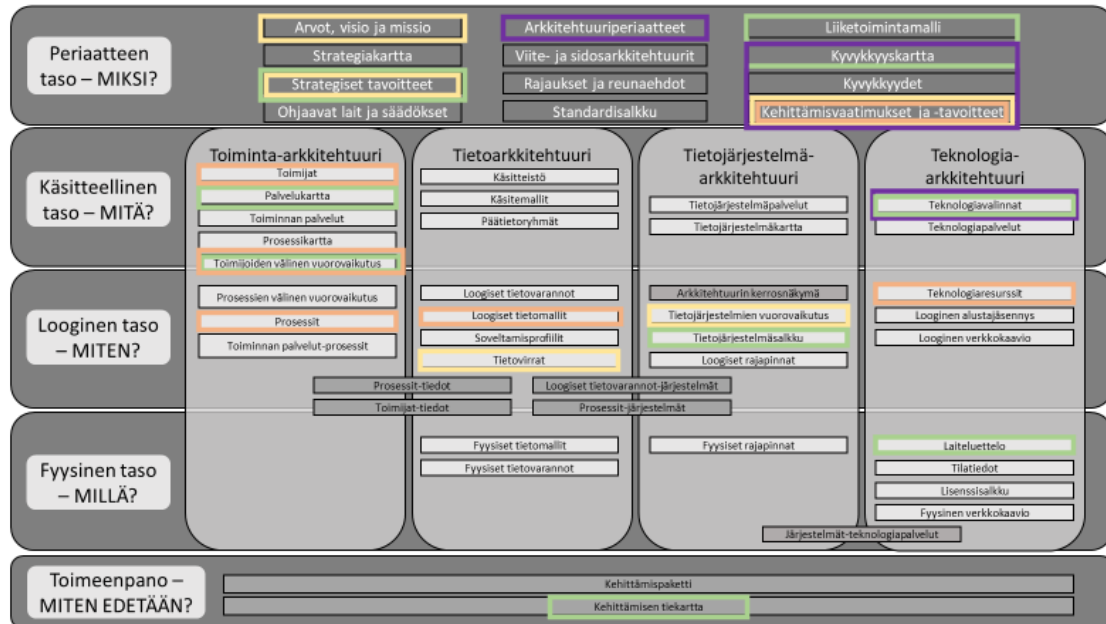 Periaatteen
taso – MIKSI?
Arvot, visio ja missio
Strategiakartta
Strategiset tavoitteet
Ohjaavat lait ja säädökset
Arkkitehtuuriperiaatteet
Viite- ja sidosarkkitehtuurit
Rajaukset ja reunaehdot
Standardisalkku
Liiketoimintamalli
Kyvykkyyskartta
Kyvykkyydet
Kehittämisvaatimukset ja -tavoitteet
Käsitteellinen
taso – MITÄ?
Toiminta-arkkitehtuuri
Toimijat
Palvelukartta
Toiminnan palvelut
Prosessikartta
Toimijoiden välinen vuorovaikutus
Tietoarkkitehtuuri
Käsitteistö
Käsitemallit
Päätietoryhmät
Tietojärjestelmä-
arkkitehtuuri
Tietojärjestelmäpalvelut
Tietojärjestelmäkartta
Teknologia-
arkkitehtuuri
Teknologiavalinnat
Teknologiapalvelut
Looginen taso
– MITEN?
Prosessien välinen vuorovaikutus
Prosessit
Toiminnan palvelut-prosessit
Loogiset tietovarannot
Loogiset tietomallit
Soveltamisprofiilit
Tietovirrat
Arkkitehtuurin kerrosnäkymä
Tietojärjestelmien vuorovaikutus
Tietojärjestelmäsalkku
Loogiset rajapinnat
Teknologiaresurssit
Looginen alustajäsennys
Looginen verkkokaavio
Prosessit-tiedot
Toimijat-tiedot
Loogiset tietovarannot-järjestelmät
Prosessit-järjestelmät
Fyysinen taso
– MILLÄ?
Fyysiset tietomallit
Fyysiset tietovarannot
Fyysiset rajapinnat
Laiteluettelo
Tilatiedot
Lisenssisalkku
Fyysinen verkkokaavio
Järjestelmät-teknologiapalvelut
Toimeenpano –
MITEN EDETÄÄN?
Kehittämispaketti
Kehittämisen tiekartta